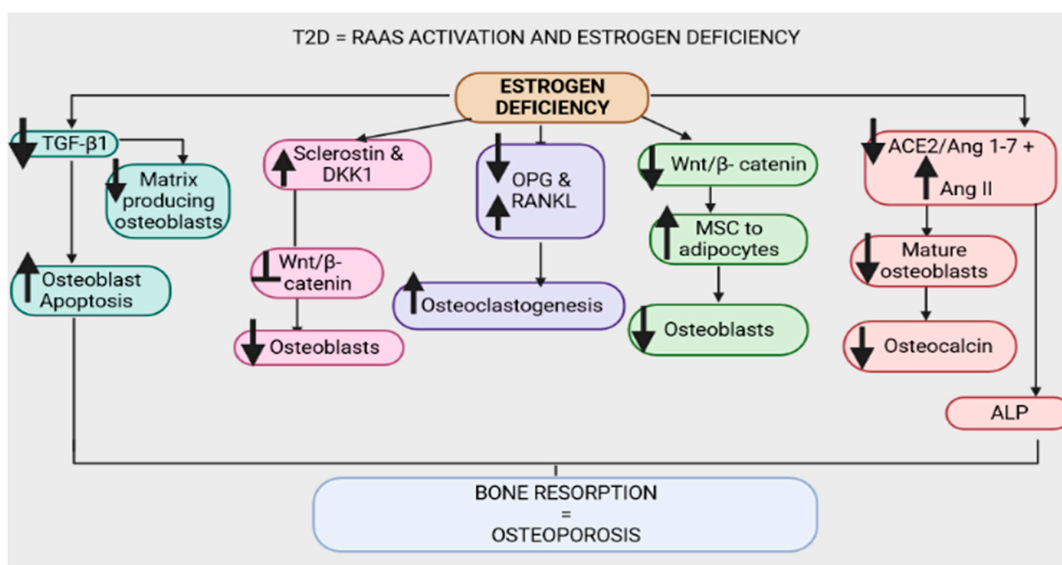 T2D = RAAS ACTIVATION AND ESTROGEN DEFICIENCY
ESTROGEN
DEFICIENCY
TGF-β1
Matrix
producing
osteoblasts
Osteoblast
Apoptosis
Sclerostin &
DKK1
Wnt/β-
catenin
Osteoblasts
OPG &
RANKL
Osteoclastogenesis
Wnt/β- catenin
MSC to
adipocytes
Osteoblasts
ACE2/Ang 1-7 +
Ang II
Mature
osteoblasts
Osteocalcin
ALP
BONE RESORPTION
=
OSTEOPOROSIS